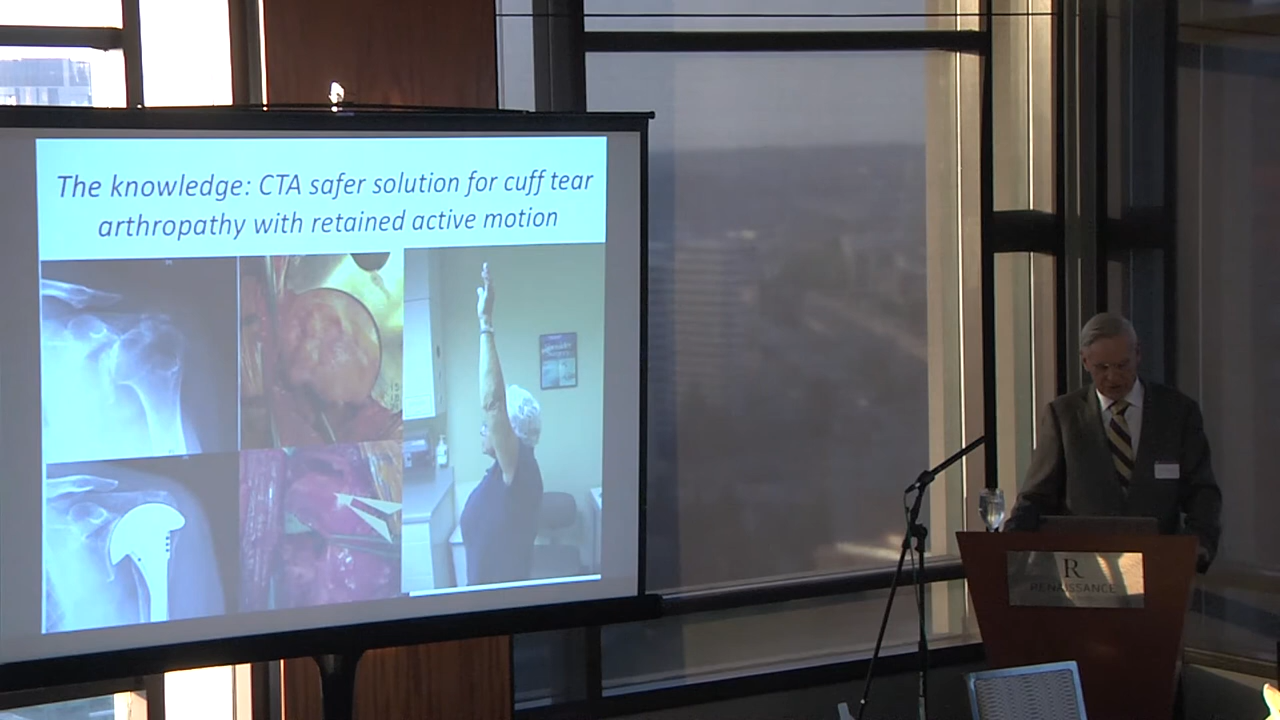 The knowledge: CTA safer solution for cuff tear
arthropathy with retained active motion
R
RENAISSANCE